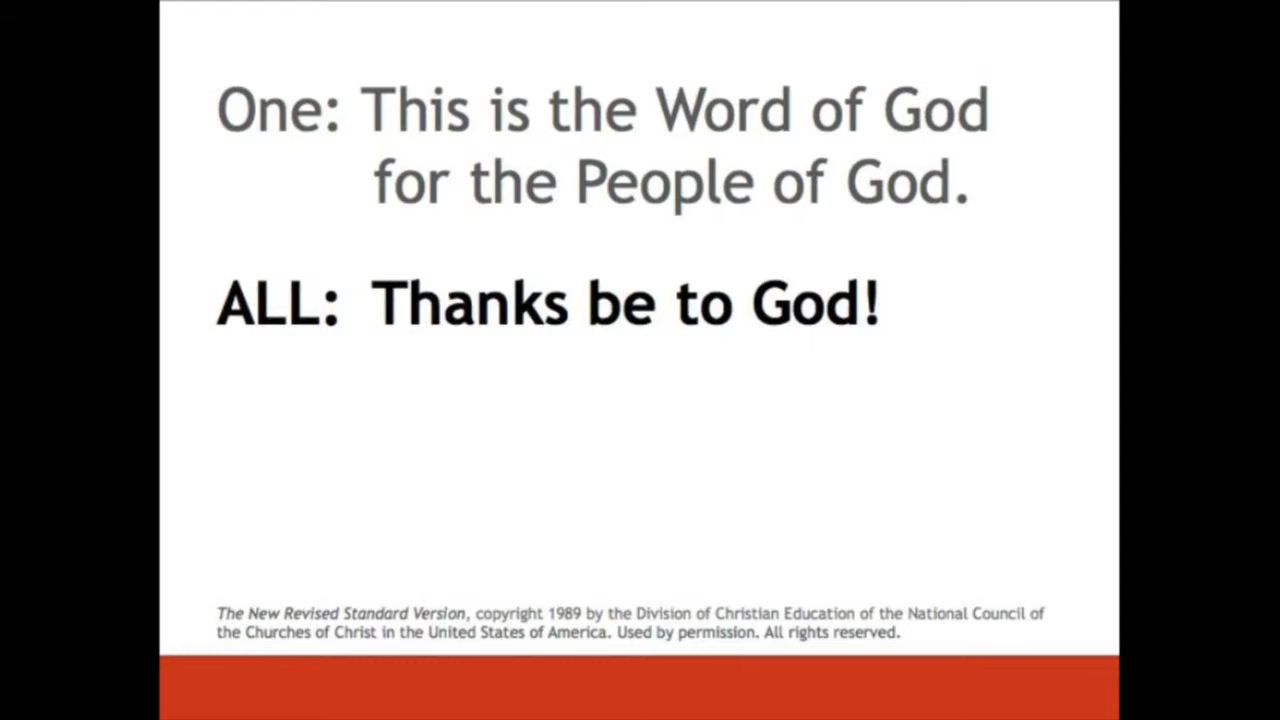 One: This is the Word of God
for the People of God.
ALL: Thanks be to God!
The New Revised Standard Version, copyright 1989 by the Division of Christian Education of the National Council of
the Churches of Christ in the United States of America. Used by permission. All rights reserved.